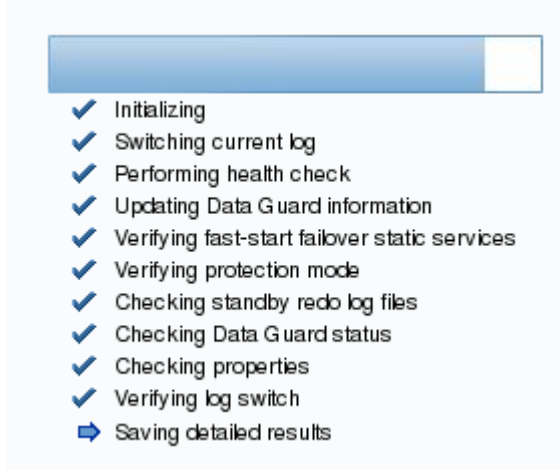 Initializing
Switching current log
Performing health check
Updating Data Guard information
Verifying fast-start failover static services
Verifying protection mode
Checking standby redo log files
Checking Data Guard status
Checking properties
Verifying log switch
Saving detailed results